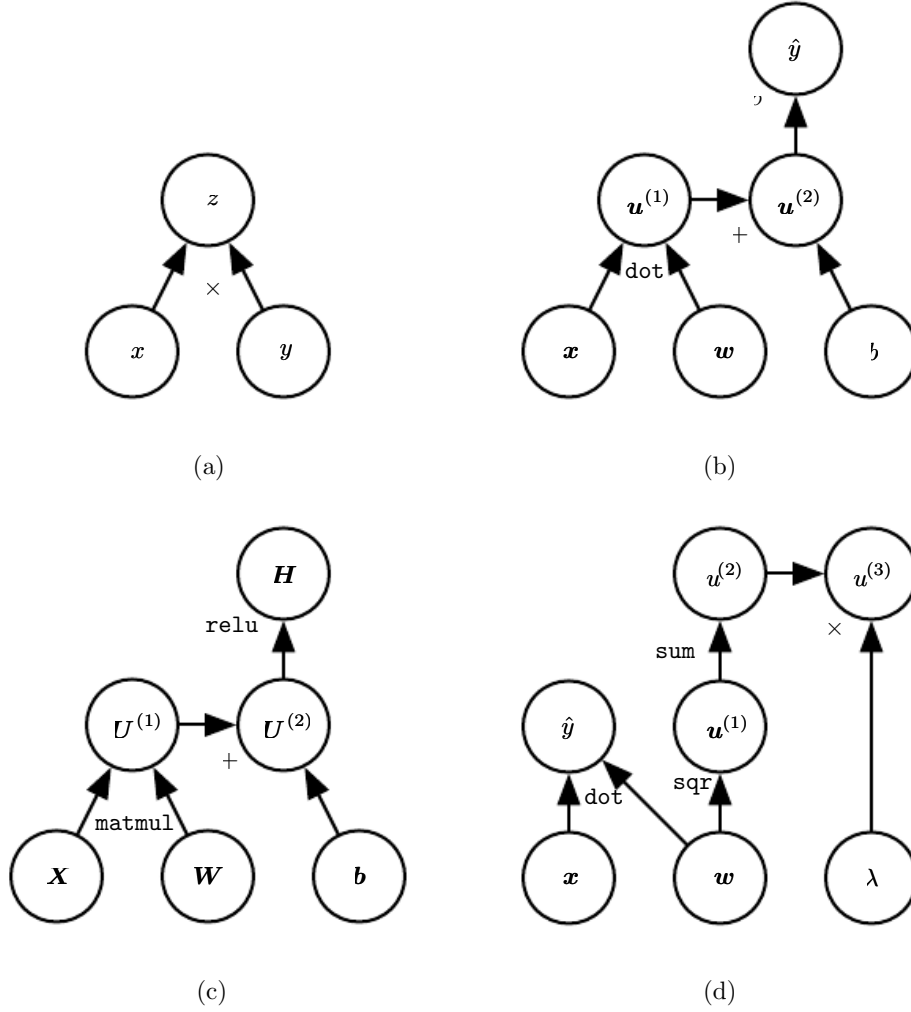 ŷ
z
u^(1)
u^(2)
+
×
dot
x
y
x
w
(a)
(b)
H
u^(2)
u^(3)
relu
×
sum
U^(1)
U^(2)
ŷ
u^(1)
+
matmul
dot
sqr
X
W
b
x
w
λ
(c)
(d)